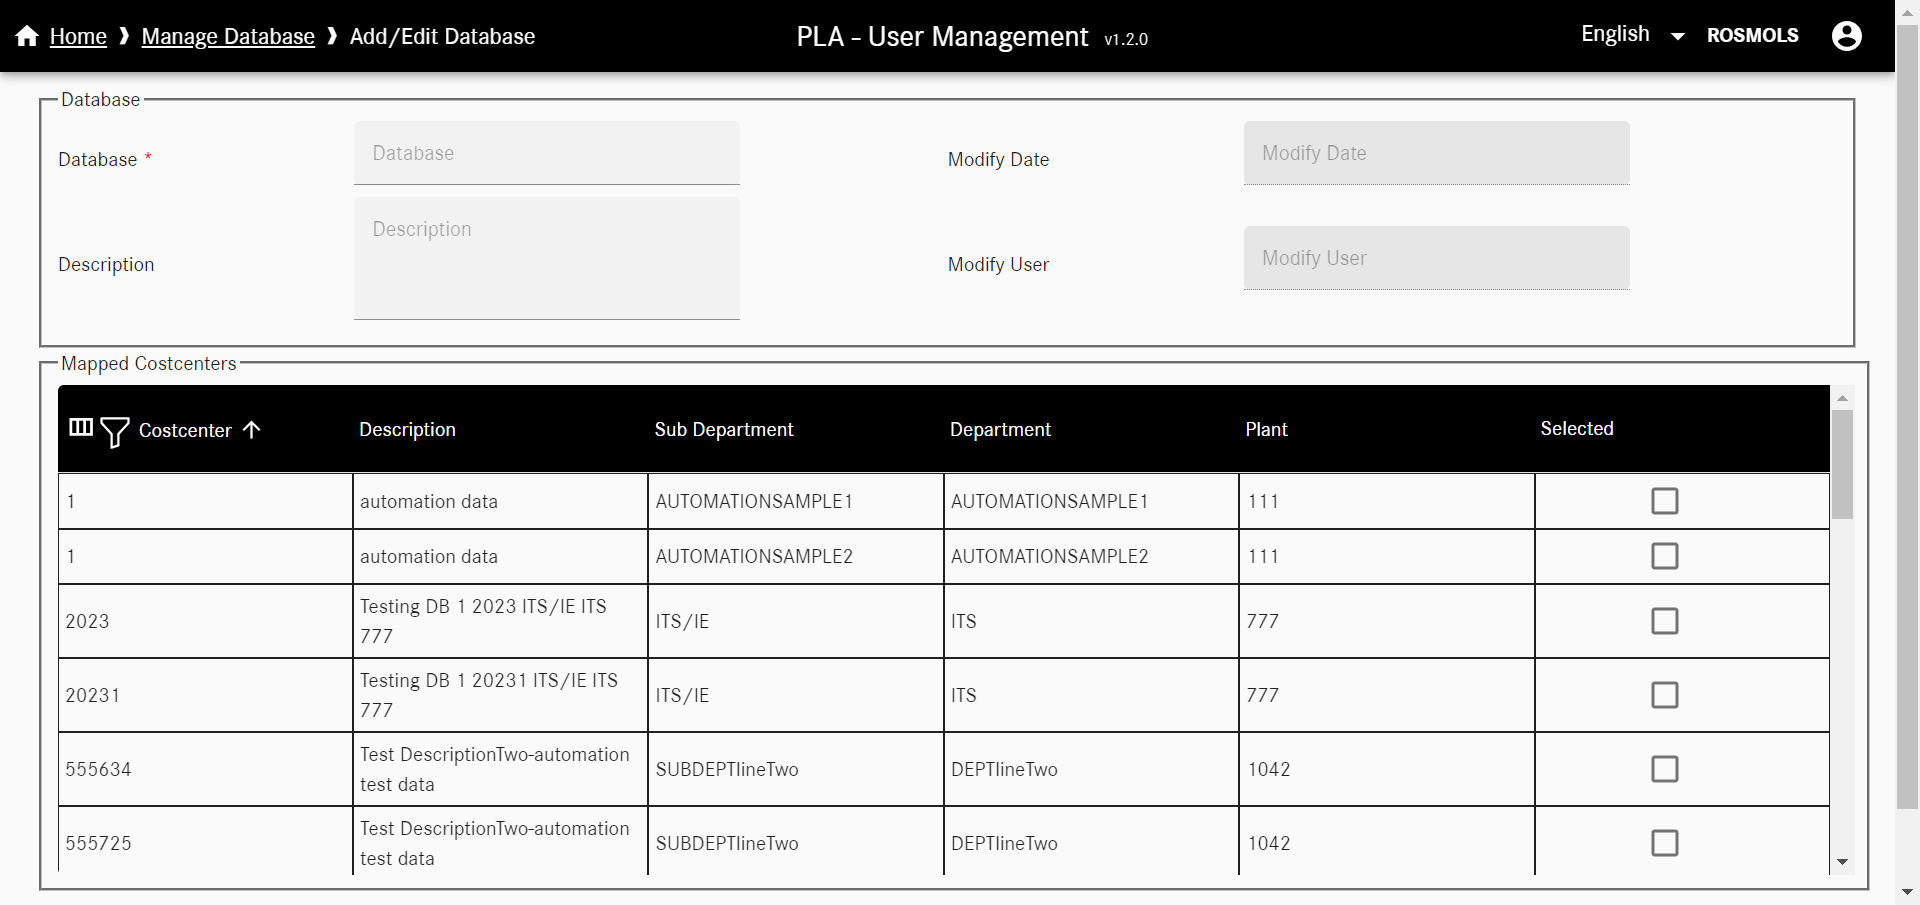 Home ❱ Manage Database ❱ Add/Edit Database
PLA - User Management v1.2.0
English
ROSMOLS
Database
Database *
Database
Modify Date
Modify Date
Description
Description
Modify User
Modify User
Mapped Costcenters
Costcenter Description Sub Department Department Plant Selected
1 automation data AUTOMATIONSAMPLE1 AUTOMATIONSAMPLE1 111
1 automation data AUTOMATIONSAMPLE2 AUTOMATIONSAMPLE2 111
2023 Testing DB 1 2023 ITS/IE ITS
777 ITS/IE ITS 777
20231 Testing DB 1 20231 ITS/IE ITS
777 ITS/IE ITS 777
555634 Test DescriptionTwo-automation
test data SUBDEPTlineTwo DEPTlineTwo 1042
555725 Test DescriptionTwo-automation
test data SUBDEPTlineTwo DEPTlineTwo 1042